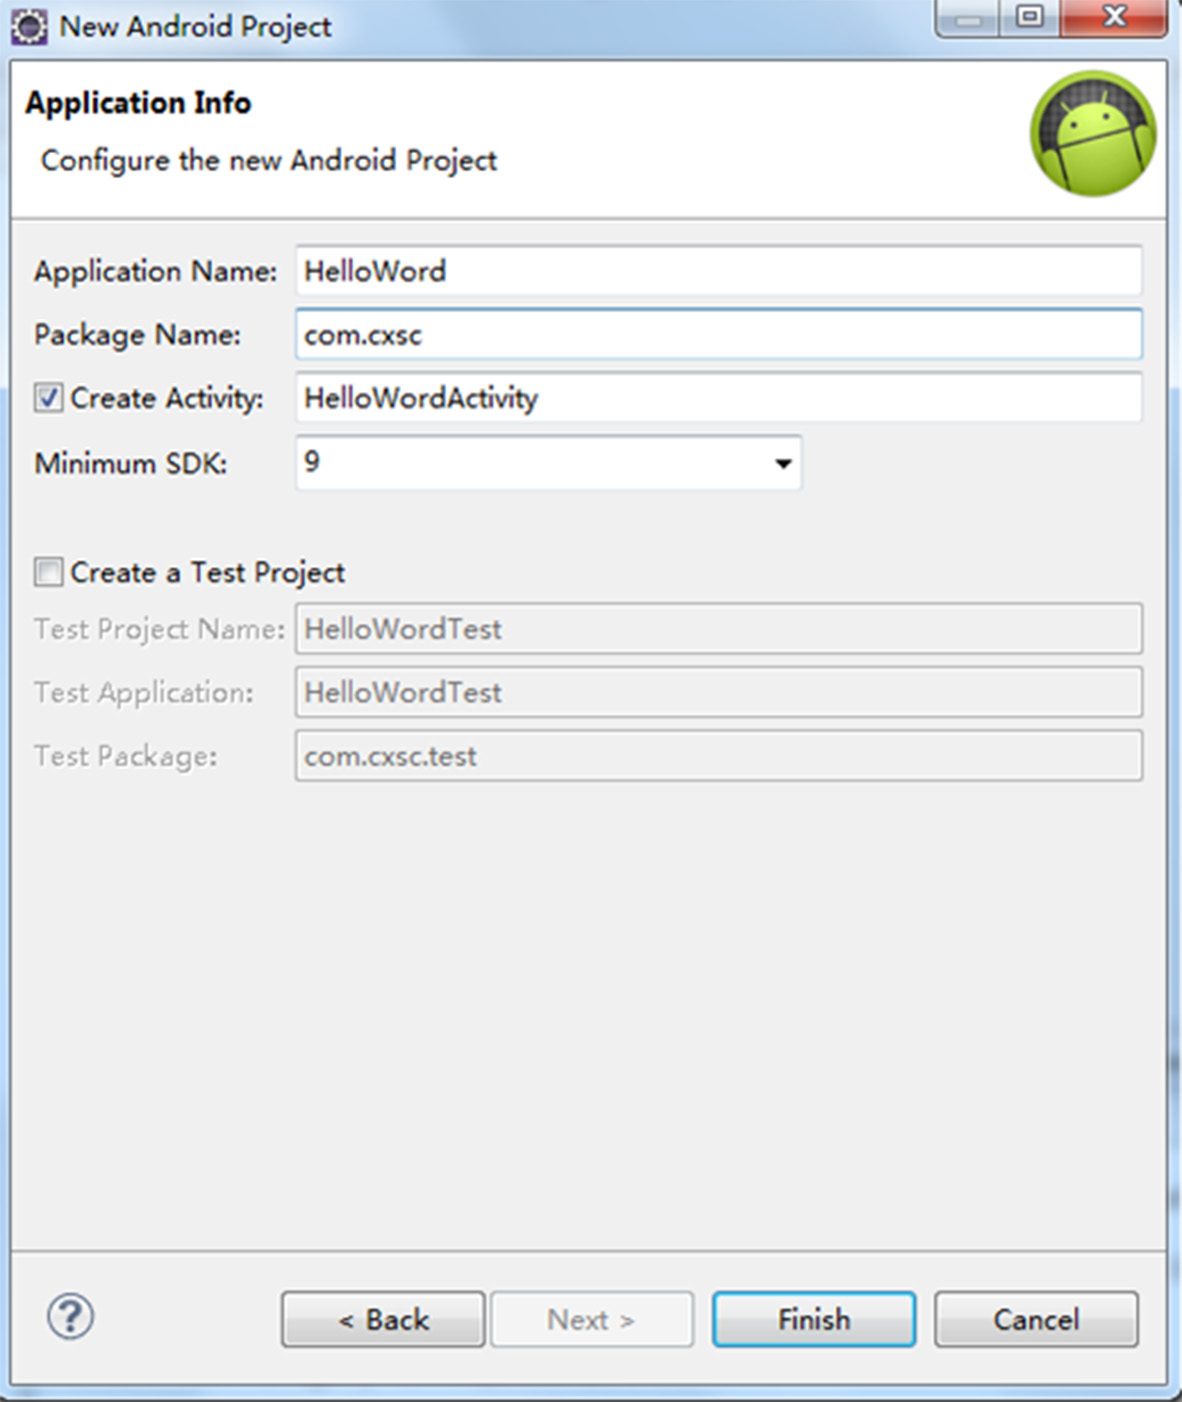 New Android Project
Application Info
Configure the new Android Project
Application Name: HelloWord
Package Name: com.cxsc
Create Activity: HelloWordActivity
Minimum SDK: 9
Create a Test Project
Test Project Name: HelloWordTest
Test Application: HelloWordTest
Test Package: com.cxsc.test
? < Back Next > Finish Cancel